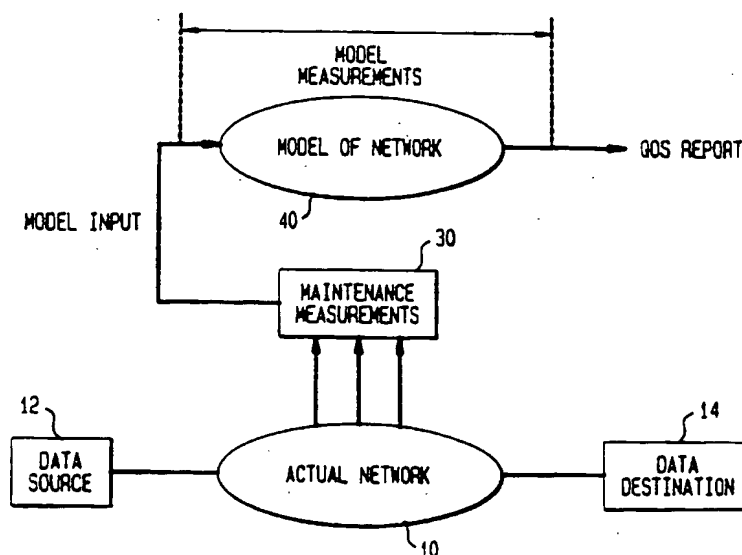 MODEL
MEASUREMENTS
MODEL OF NETWORK
QOS REPORT
40
MODEL INPUT
30
MAINTENANCE
MEASUREMENTS
12
14
DATA
SOURCE
ACTUAL NETWORK
DATA
DESTINATION
10